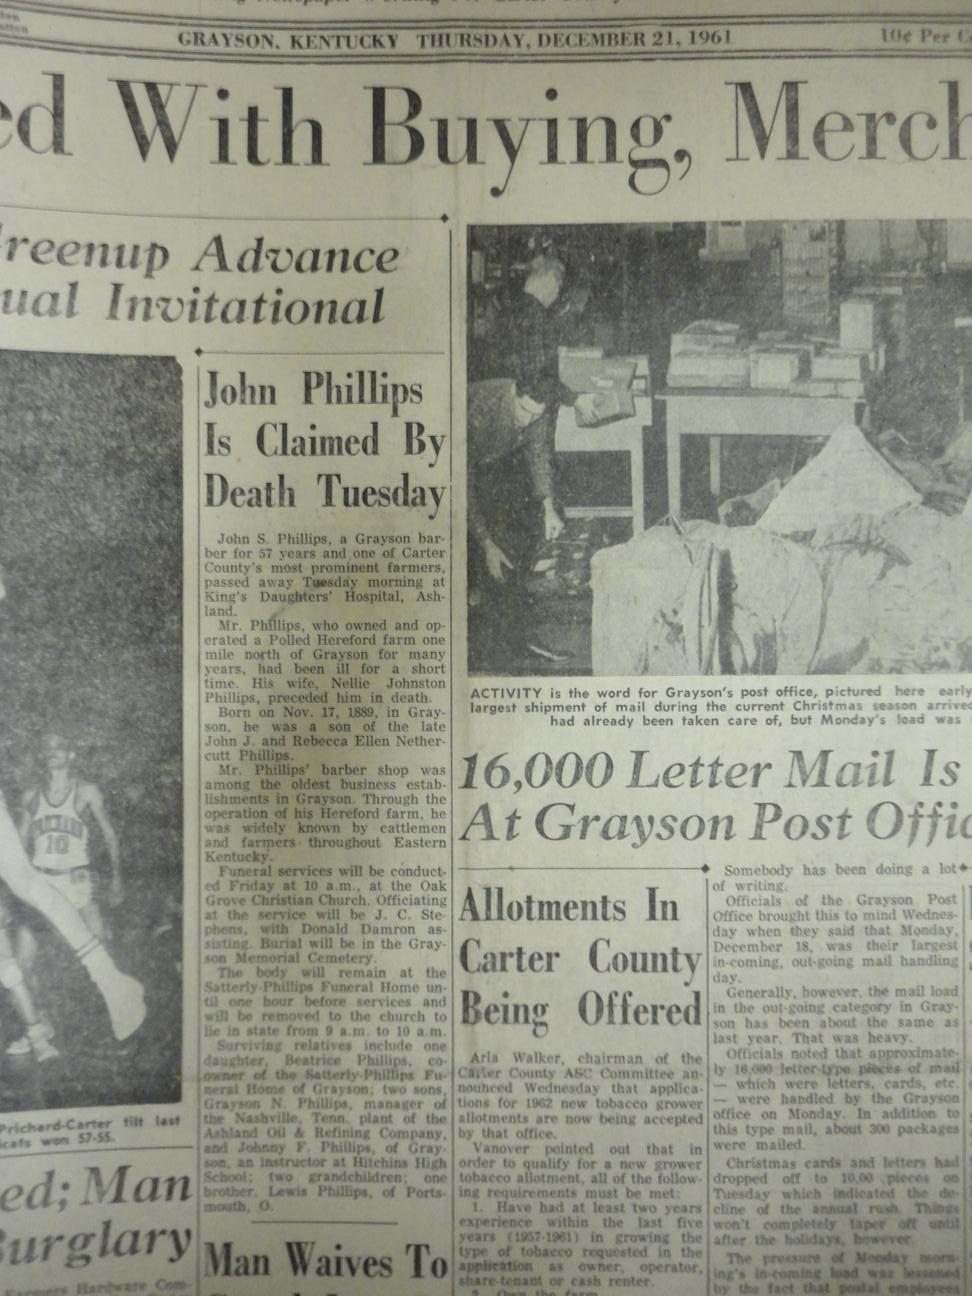 GRAYSON, KENTUCKY THURSDAY, DECEMBER 21, 1961
10¢ Per
ed With Buying, Merch
reenup Advance
ual Invitational
John Phillips
Is Claimed By
Death Tuesday
John S. Phillips, a Grayson bar-
ber for 57 years and one of Carter
County's most prominent farmers,
passed away Tuesday morning at
King's Daughters' Hospital, Ash-
land.
Mr. Phillips, who owned and op-
erated a Polled Hereford farm one
mile north of Grayson for many
years, had been ill for a short
time. His wife, Nellie Johnston
Phillips, preceded him in death.
Born on Nov. 17, 1889, in Gray-
son, he was a son of the late
John J. and Rebecca Ellen Nether-
cutt Phillips.
Mr. Phillips' barber shop was
among the oldest business estab-
lishments in Grayson. Through the
operation of his Hereford farm, he
was widely known by cattlemen
and farmers throughout Eastern
Kentucky.
Funeral services will be conduct-
ed Friday at 10 a.m., at the Oak
Grove Christian Church. Officiating
at the service will be J. C. Ste-
phens, with Donald Damron as-
sisting. Burial will be in the Gray-
son Memorial Cemetery.
The body will remain at the
Satterly-Phillips Funeral Home un-
til one hour before services and
will be removed to the church to
lie in state from 9 a.m. to 10 a.m.
Surviving relatives include one
daughter, Beatrice Phillips, co-
owner of the Satterly-Phillips Fu-
neral Home of Grayson; two sons,
Grayson N. Phillips, manager of
the Nashville, Tenn. plant of the
Ashland Oil & Refining Company,
and Johnny F. Phillips, of Gray-
son, an instructor at Hitchins High
School; two grandchildren; one
brother, Lewis Phillips, of Ports-
mouth, O.
Man Waives To
10
Prichard-Carter tilt last
icats won 57-55.
ed; Man
Burglary
Farmers Hardware Com-
ACTIVITY is the word for Grayson's post office, pictured here early
largest shipment of mail during the current Christmas season arrived
had already been taken care of, but Monday's load was
16,000 Letter Mail Is
At Grayson Post Offic
Allotments In
Carter County
Being Offered
Arla Walker, chairman of the
Carter County ASC Committee an-
nounced Wednesday that applica-
tions for 1962 new tobacco grower
allotments are now being accepted
by that office.
Vanover pointed out that in
order to qualify for a new grower
tobacco allotment, all of the follow-
ing requirements must be met:
1. Have had at least two years
experience within the last five
years (1957-1961) in growing the
type of tobacco requested in the
application as owner, operator,
share-tenant or cash renter.
2. Own the farm
Somebody has been doing a lot
of writing.
Officials of the Grayson Post
Office brought this to mind Wednes-
day when they said that Monday,
December 18, was their largest
in-coming, out-going mail handling
day.
Generally, however, the mail load
in the out-going category in Gray-
son has been about the same as
last year. That was heavy.
Officials noted that approximate-
ly 16,000 letter-type pieces of mail
— which were letters, cards, etc.
— were handled by the Grayson
office on Monday. In addition to
this type mail, about 300 packages
were mailed.
Christmas cards and letters had
dropped off to 10,00 pieces on
Tuesday which indicated the de-
cline of the annual rush. Things
won't completely taper off until
after the holidays, however.
The pressure of Monday morn-
ing's in-coming load was lessened
by the fact that postal employees